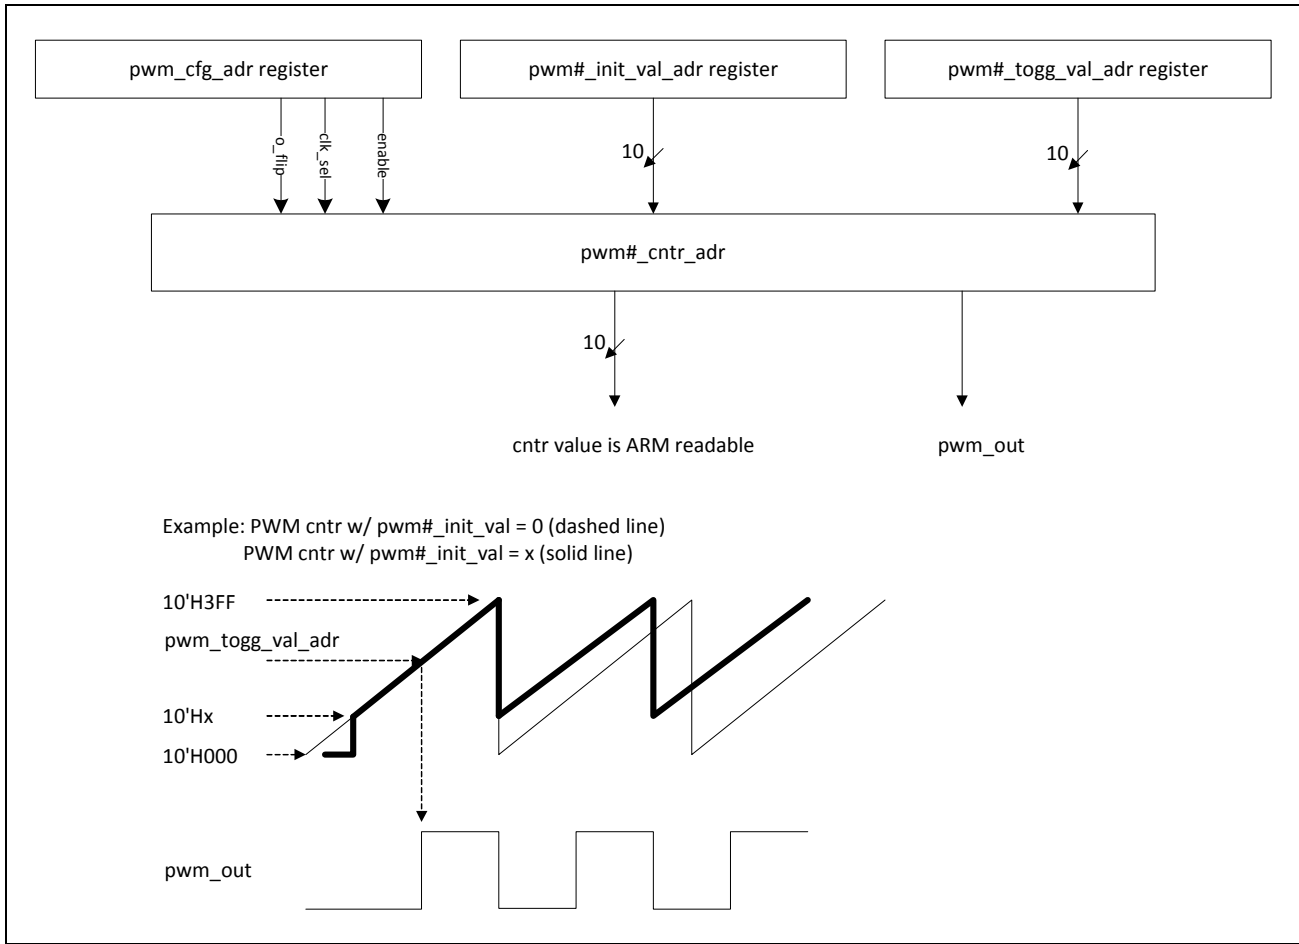 pwm_cfg_adr register
pwm#_init_val_adr register
pwm#_togg_val_adr register
o_flip
clk_sel
enable
10
10
pwm#_cntr_adr
10
cntr value is ARM readable
pwm_out
Example: PWM cntr w/ pwm#_init_val = 0 (dashed line)
PWM cntr w/ pwm#_init_val = x (solid line)
10'H3FF
pwm_togg_val_adr
10'Hx
10'H000
pwm_out